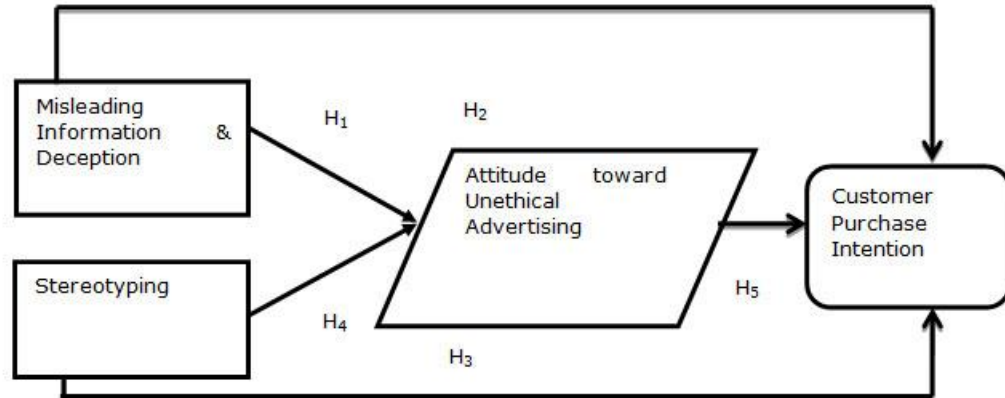 Misleading
Information &
Deception
H₁
H₂
Attitude toward
Unethical
Advertising
Customer
Purchase
Intention
Stereotyping
H₄
H₅
H₃